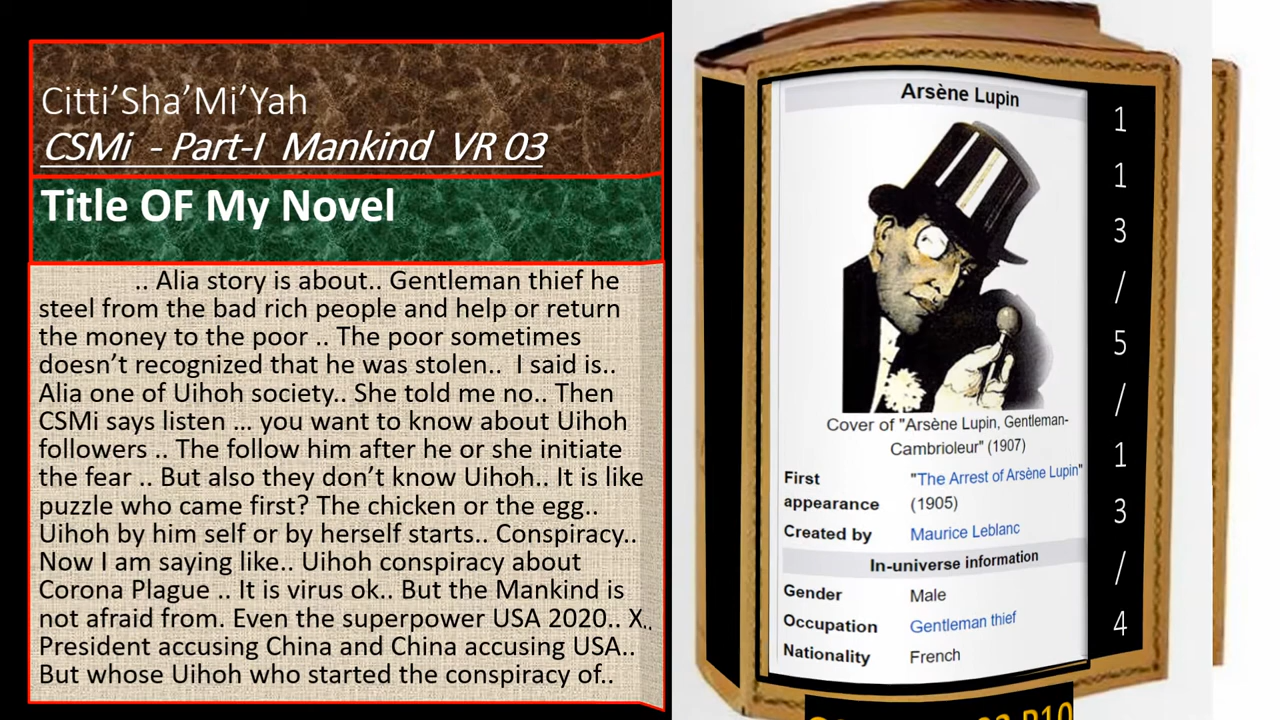 Citti’Sha’Mi’Yah
CSMi - Part-I Mankind VR 03
Title OF My Novel
.. Alia story is about.. Gentleman thief he
steel from the bad rich people and help or return
the money to the poor .. The poor sometimes
doesn’t recognized that he was stolen.. I said is..
Alia one of Uihoh society.. She told me no.. Then
CSMi says listen ... you want to know about Uihoh
followers .. The follow him after he or she initiate
the fear .. But also they don’t know Uihoh.. It is like
puzzle who came first? The chicken or the egg..
Uihoh by him self or by herself starts.. Conspiracy..
Now I am saying like.. Uihoh conspiracy about
Corona Plague .. It is virus ok.. But the Mankind is
not afraid from. Even the superpower USA 2020.. X..
President accusing China and China accusing USA..
But whose Uihoh who started the conspiracy of..
Arsène Lupin
Cover of "Arsène Lupin, Gentleman-
Cambrioleur" (1907)
First "The Arrest of Arsène Lupin"
appearance (1905)
Created by Maurice Leblanc
In-universe information
Gender Male
Occupation Gentleman thief
Nationality French
1
1
3
/
5
/
1
3
/
4